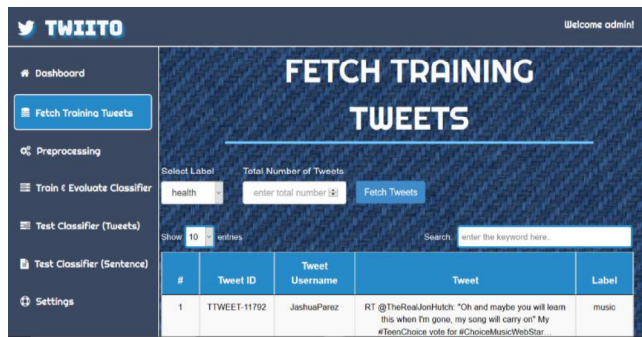 TWIITO
Welcome admin!
Dashboard
Fetch Training Tweets
Preprocessing
Train & Evaluate Classifier
Test Classifier (Tweets)
Test Classifier (Sentence)
Settings
FETCH TRAINING
TWEETS
Select Label
Total Number of Tweets
health
enter total number
Fetch Tweets
Show 10 entries
Search:
enter the keyword here..
# Tweet ID Tweet Username Tweet Label
1 TTWEET-11792 JashuaParez RT @TheRealJonHutch: "Oh and maybe you will learn music
this when I'm gone, my song will carry on" My
#TeenChoice vote for #ChoiceMusicWebStar…